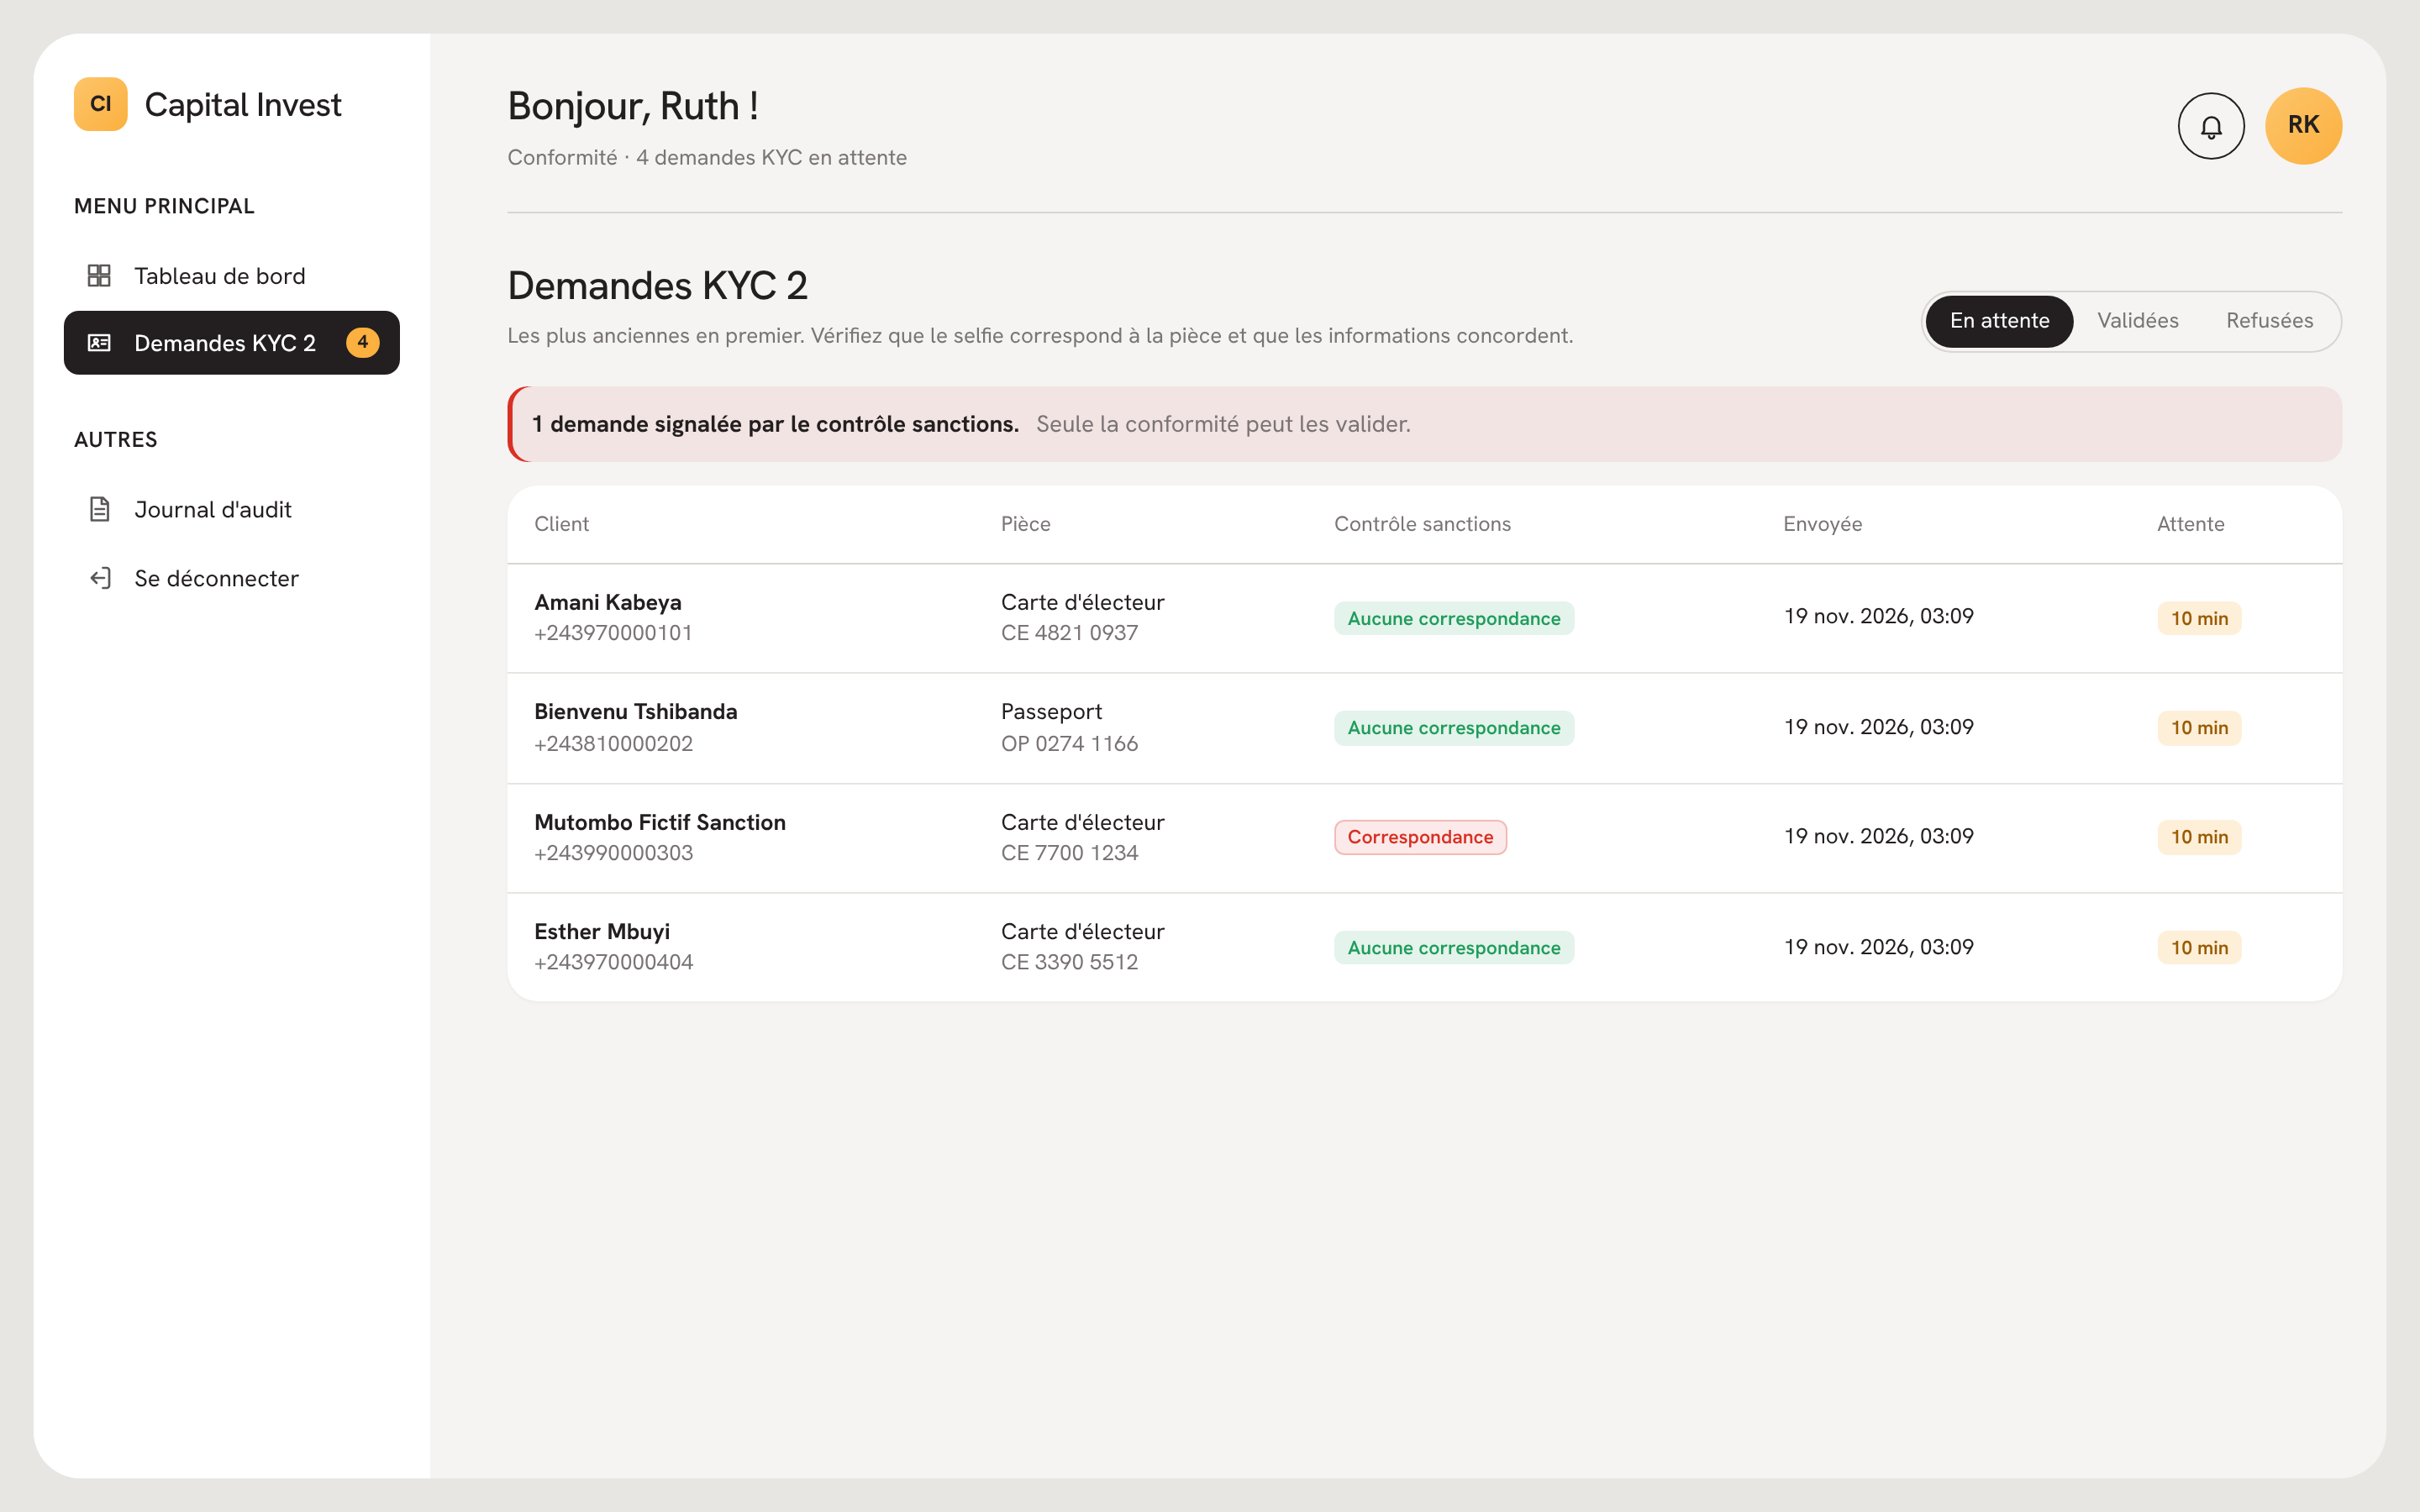 CI Capital Invest
MENU PRINCIPAL
Tableau de bord
Demandes KYC 2 4
AUTRES
Journal d'audit
Se déconnecter
Bonjour, Ruth !
Conformité · 4 demandes KYC en attente
RK
Demandes KYC 2
Les plus anciennes en premier. Vérifiez que le selfie correspond à la pièce et que les informations concordent.
En attente Validées Refusées
1 demande signalée par le contrôle sanctions. Seule la conformité peut les valider.
Client Pièce Contrôle sanctions Envoyée Attente
Amani Kabeya Carte d'électeur Aucune correspondance 19 nov. 2026, 03:09 10 min
+243970000101 CE 4821 0937
Bienvenu Tshibanda Passeport Aucune correspondance 19 nov. 2026, 03:09 10 min
+243810000202 OP 0274 1166
Mutombo Fictif Sanction Carte d'électeur Correspondance 19 nov. 2026, 03:09 10 min
+243990000303 CE 7700 1234
Esther Mbuyi Carte d'électeur Aucune correspondance 19 nov. 2026, 03:09 10 min
+243970000404 CE 3390 5512